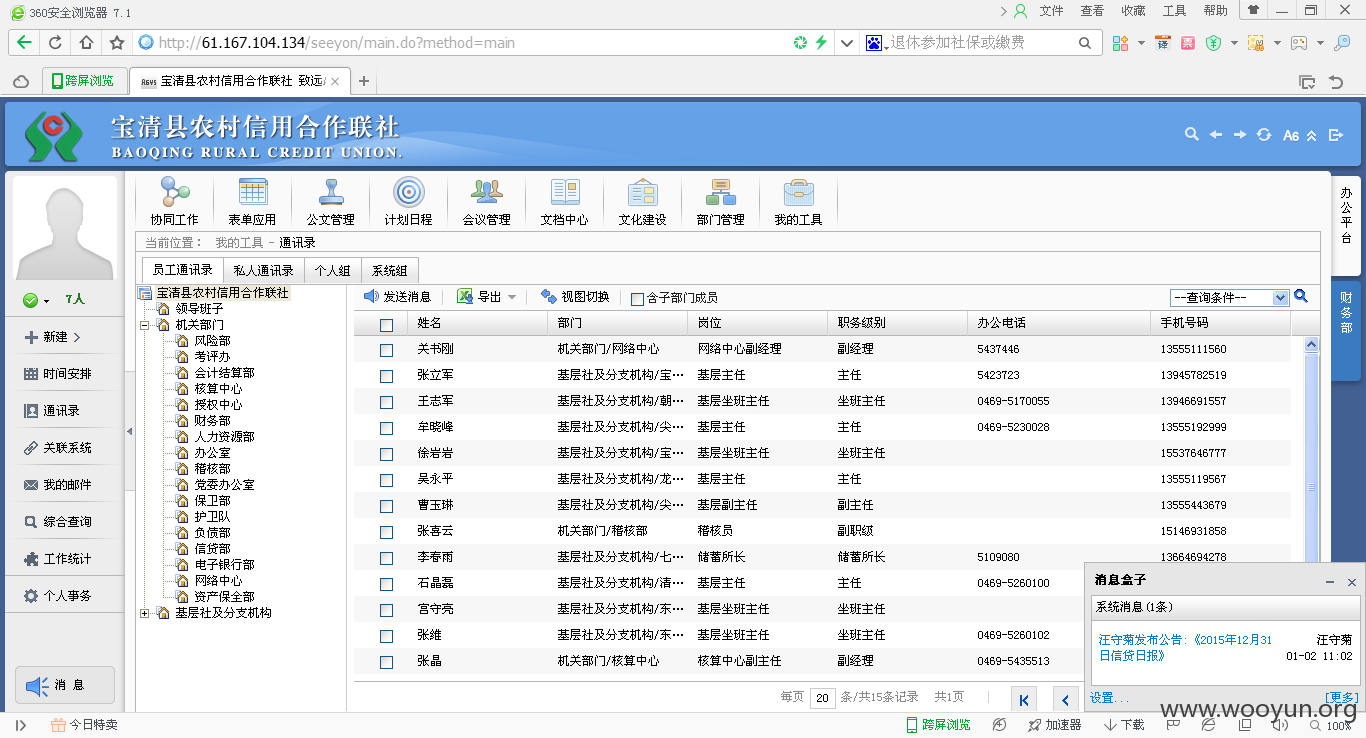 360安全浏览器 7.1 文件 查看 收藏 工具 帮助
http://61.167.104.134/seeyon/main.do?method=main 退休参加社保或缴费
跨屏浏览 A6V5 宝清县农村信用合作联社 致远
宝清县农村信用合作联社
BAOQING RURAL CREDIT UNION.
A6
协同工作 表单应用 公文管理 计划日程 会议管理 文档中心 文化建设 部门管理 我的工具
办公平台
财务部
当前位置： 我的工具 - 通讯录
员工通讯录 私人通讯录 个人组 系统组
7人
新建
时间安排
通讯录
关联系统
我的邮件
综合查询
工作统计
个人事务
消 息
宝清县农村信用合作联社
领导班子
机关部门
风险部
考评办
会计结算部
核算中心
授权中心
财务部
人力资源部
办公室
稽核部
党委办公室
保卫部
护卫队
负债部
信贷部
电子银行部
网络中心
资产保全部
基层社及分支机构
发送消息 导出 视图切换 含子部门成员 --查询条件--
姓名 部门 岗位 职务级别 办公电话 手机号码
关书刚 机关部门/网络中心 网络中心副经理 副经理 5437446 13555111560
张立军 基层社及分支机构/宝… 基层主任 主任 5423723 13945782519
王志军 基层社及分支机构/朝… 基层坐班主任 坐班主任 0469-5170055 13946691557
牟晓峰 基层社及分支机构/尖… 基层主任 主任 0469-5230028 13555192999
徐岩岩 基层社及分支机构/宝… 基层坐班主任 坐班主任 15537646777
吴永平 基层社及分支机构/龙… 基层主任 主任 13555119567
曹玉琳 基层社及分支机构/尖… 基层副主任 副主任 13555443679
张喜云 机关部门/稽核部 稽核员 副职级 15146931858
李春雨 基层社及分支机构/七… 储蓄所长 储蓄所长 5109080 13664694278
石晶磊 基层社及分支机构/清… 基层主任 主任 0469-5260100
宫守亮 基层社及分支机构/东… 基层坐班主任 坐班主任
张维 基层社及分支机构/东… 基层坐班主任 坐班主任 0469-5260102
张晶 机关部门/核算中心 核算中心副主任 副经理 0469-5435513
每页 20 条/共15条记录 共1页
消息盒子
系统消息(1条)
汪守菊发布公告:《2015年12月31日信贷日报》 汪守菊
01-02 11:02
设置... [更多]
www.wooyun.org
今日特卖 跨屏浏览 加速器 下载 100%